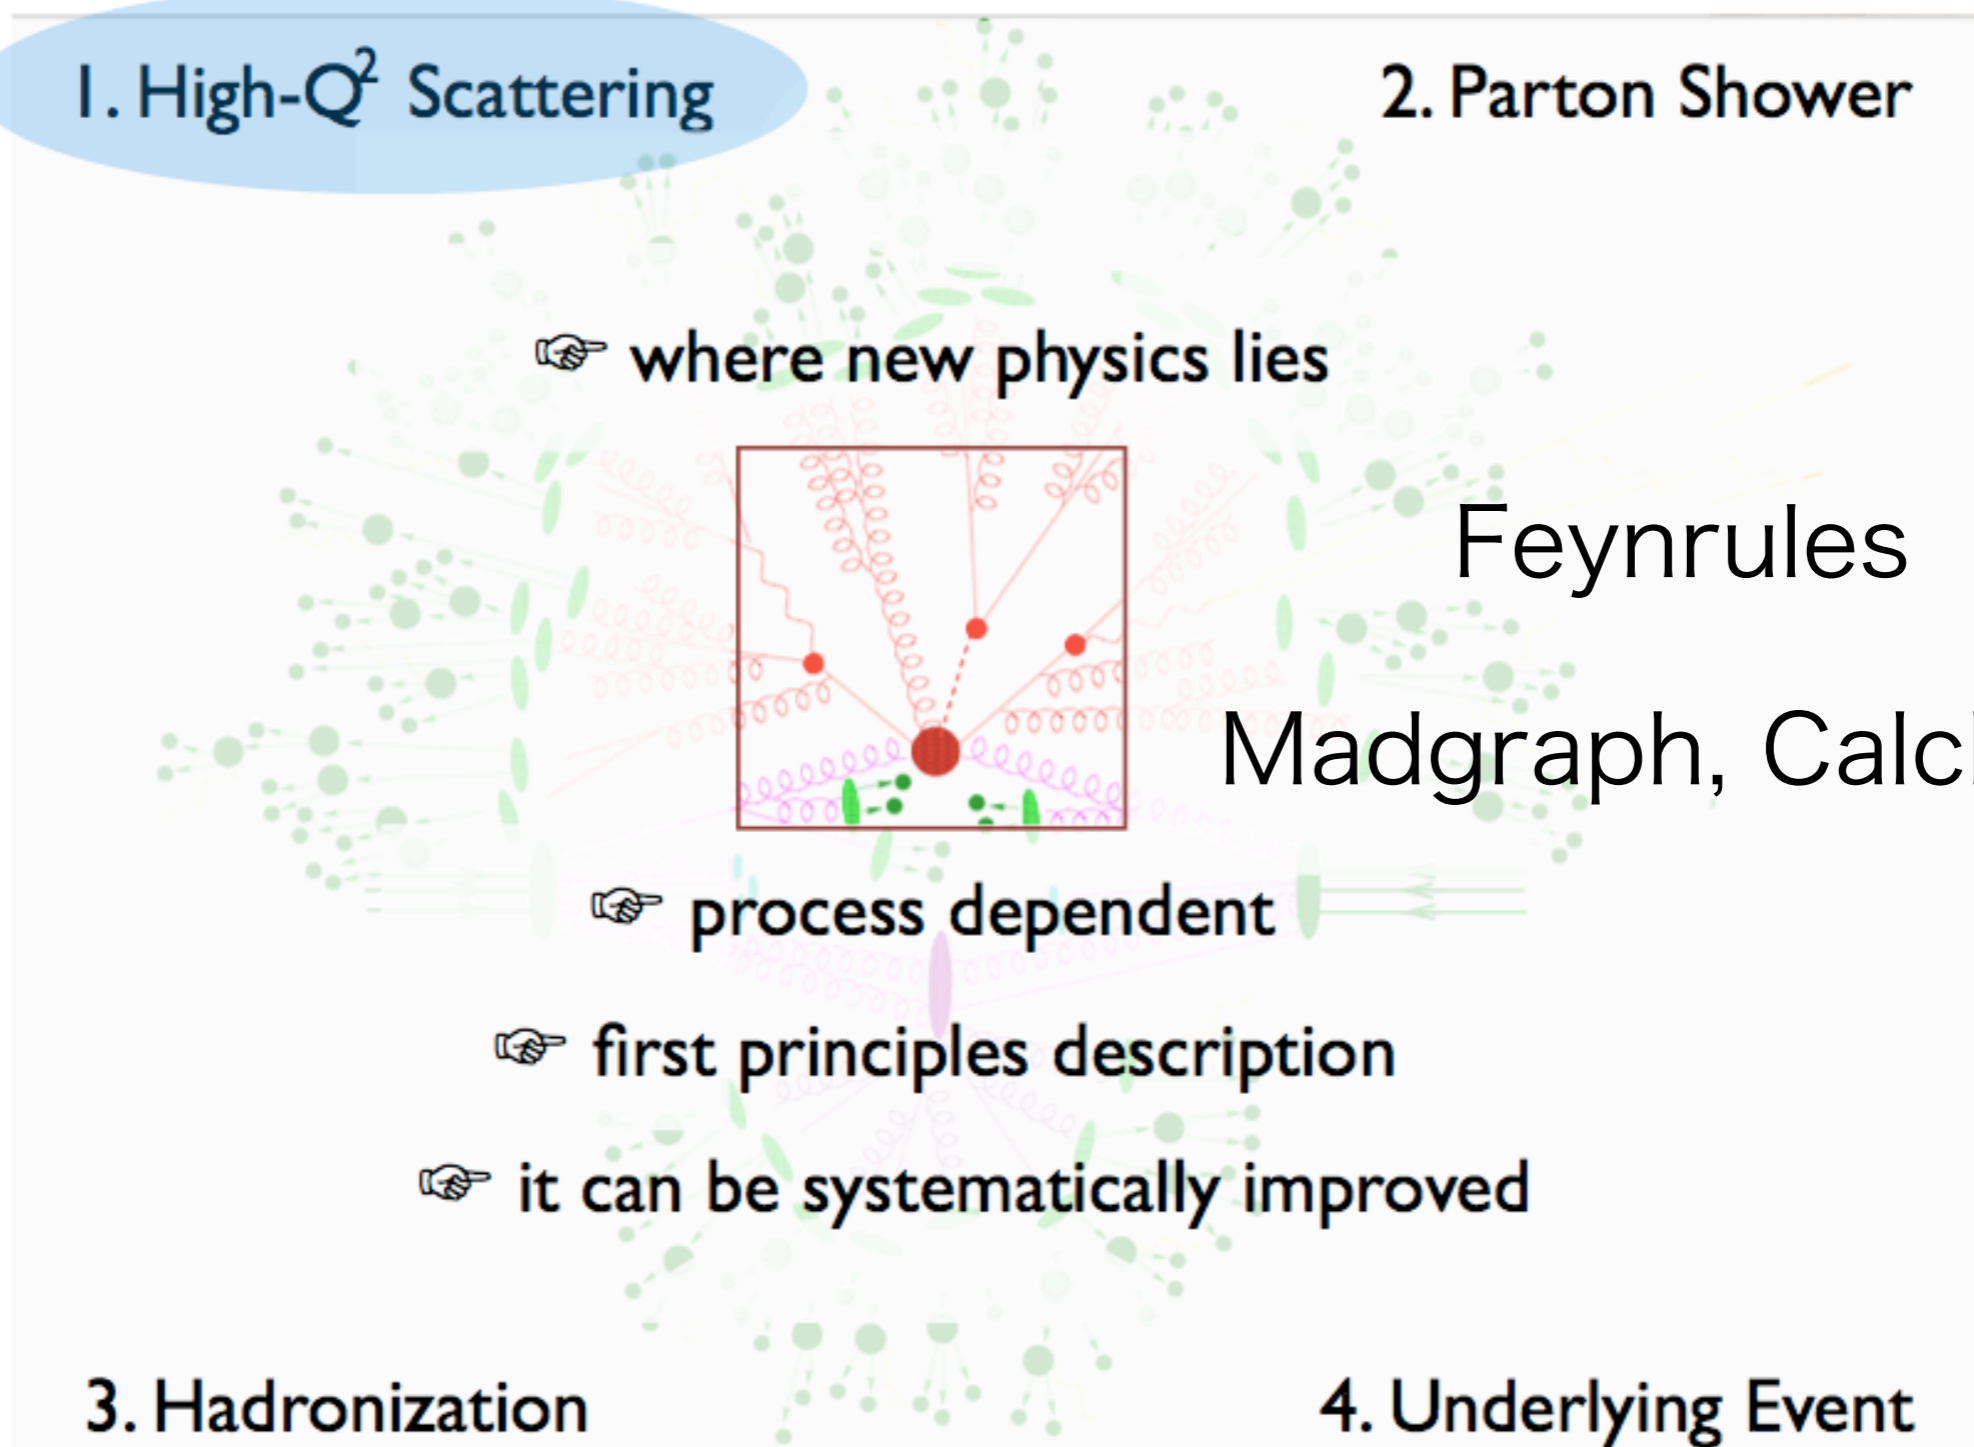 1. High-Q² Scattering
2. Parton Shower
☞ where new physics lies
Feynrules
Madgraph,
☞ process dependent
☞ first principles description
☞ it can be systematically improved
3. Hadronization
4. Underlying Event